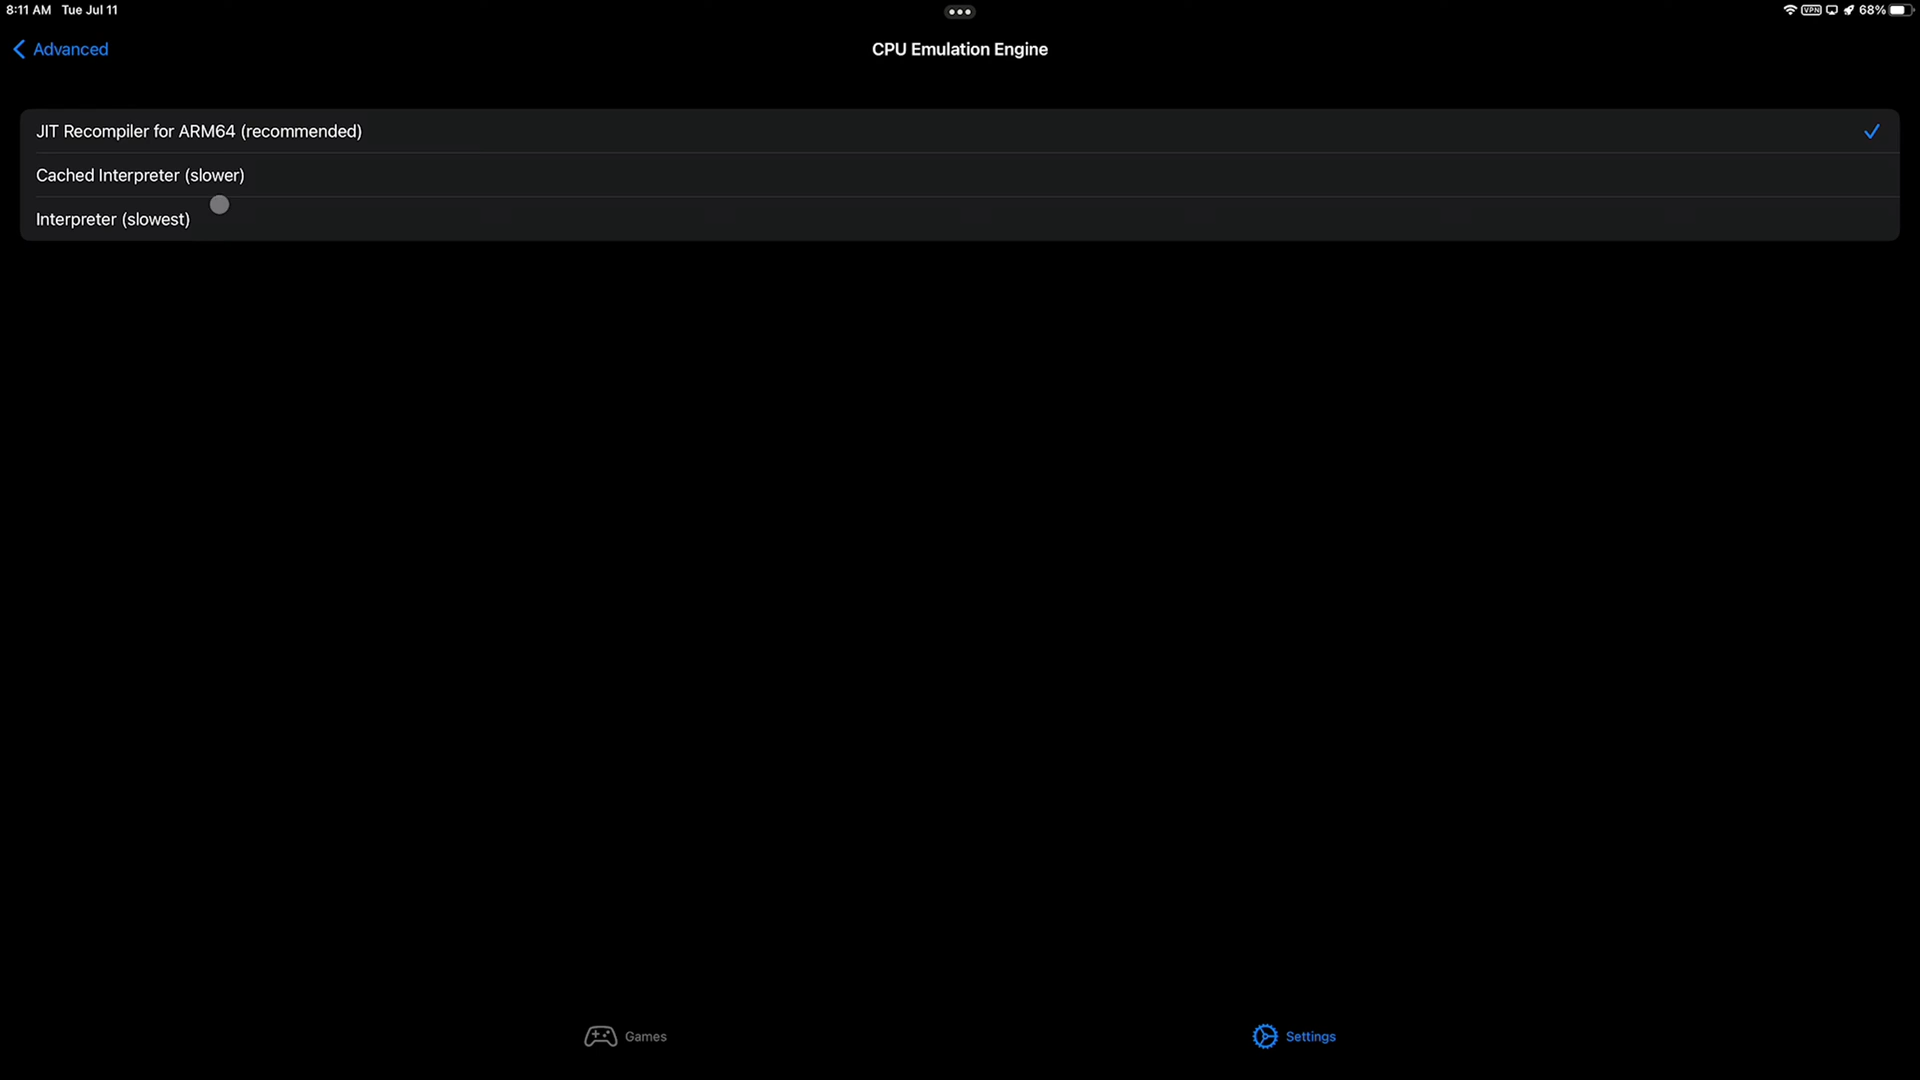 8:11 AM Tue Jul 11
VPN 68%
Advanced
CPU Emulation Engine
JIT Recompiler for ARM64 (recommended)
Cached Interpreter (slower)
Interpreter (slowest)
Games
Settings